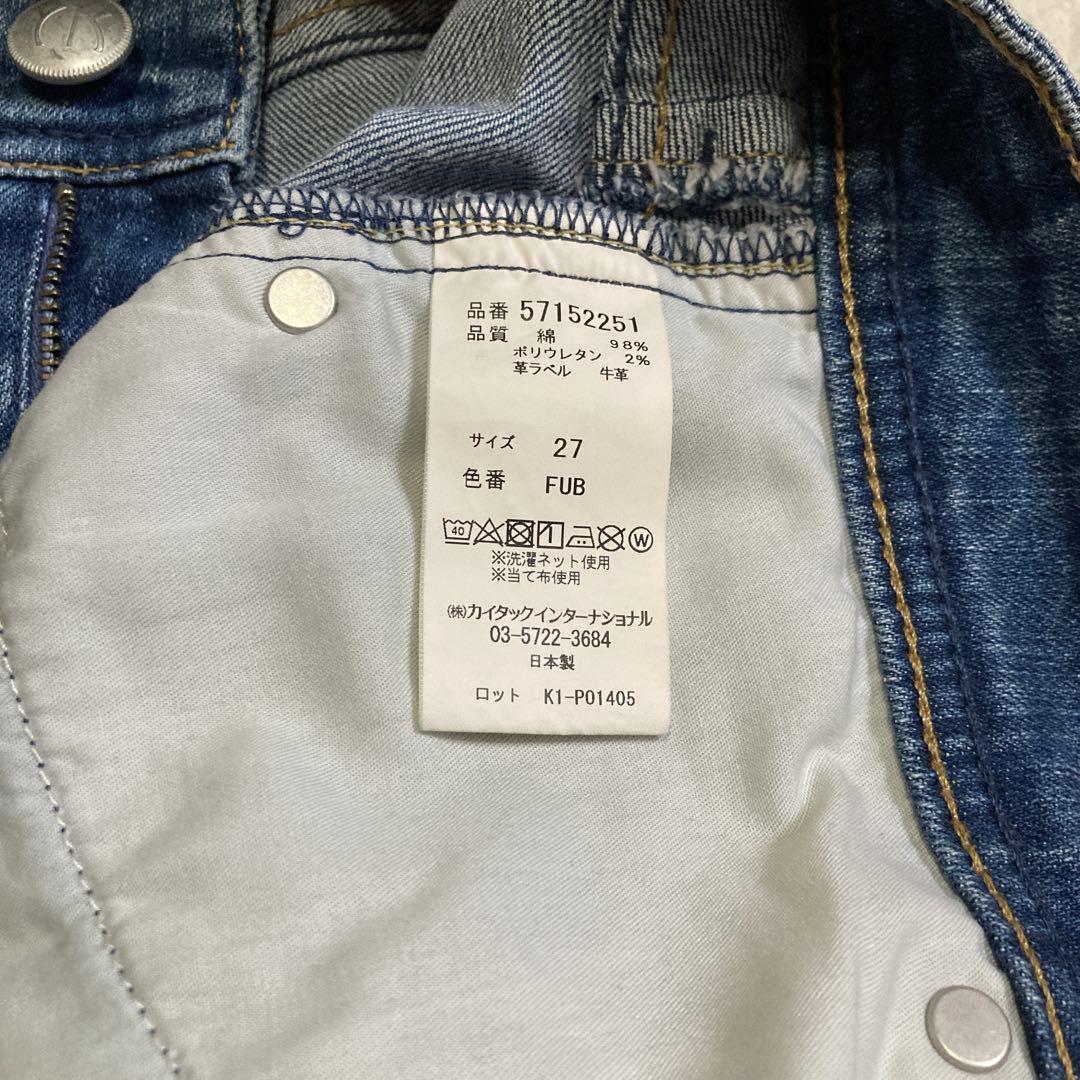 品番 57152251
品質 綿 98%
ポリウレタン 2%
革ラベル 牛革
サイズ 27
色番 FUB
40 W
※洗濯ネット使用
※当て布使用
㈱カイタックインターナショナル
03-5722-3684
日本製
ロット K1-P01405